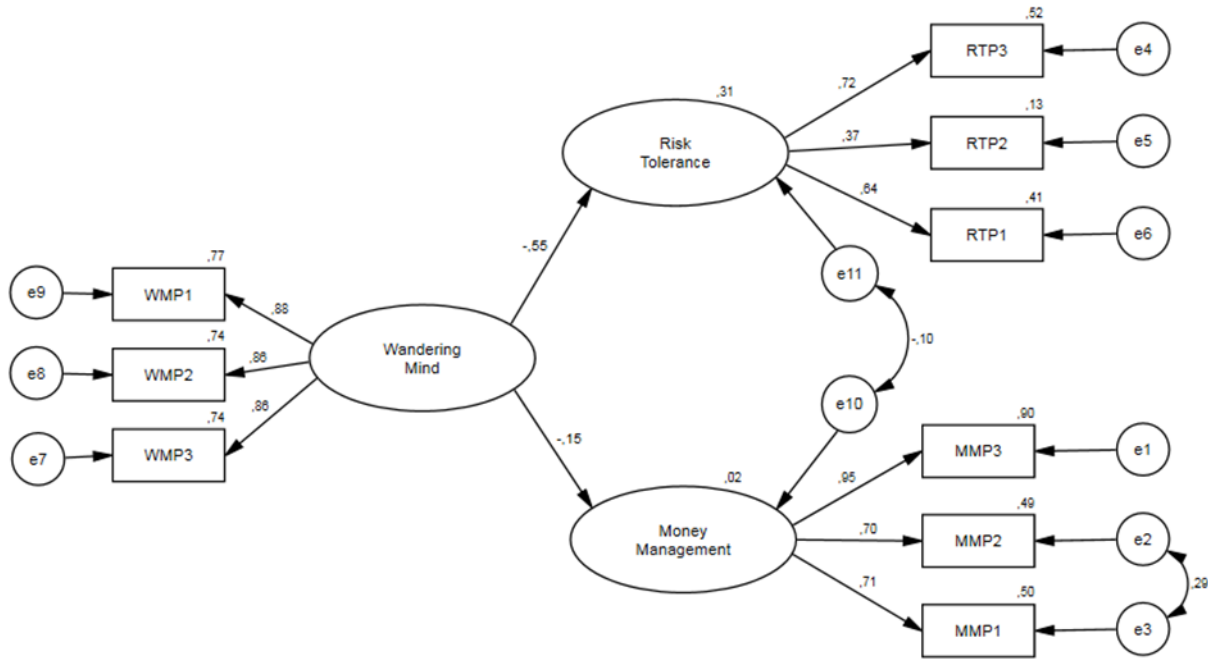 ,52
RTP3
e4
,72
,31
,13
Risk
Tolerance
,37
RTP2
e5
,64
,41
RTP1
e6
-,55
e11
,77
e9
WMP1
,88
-,10
,74
e8
WMP2
,86
Wandering
Mind
e10
,74
e7
WMP3
,86
-,15
,90
MMP3
e1
,95
,02
,49
Money
Management
,70
MMP2
e2
,29
,71
,50
MMP1
e3